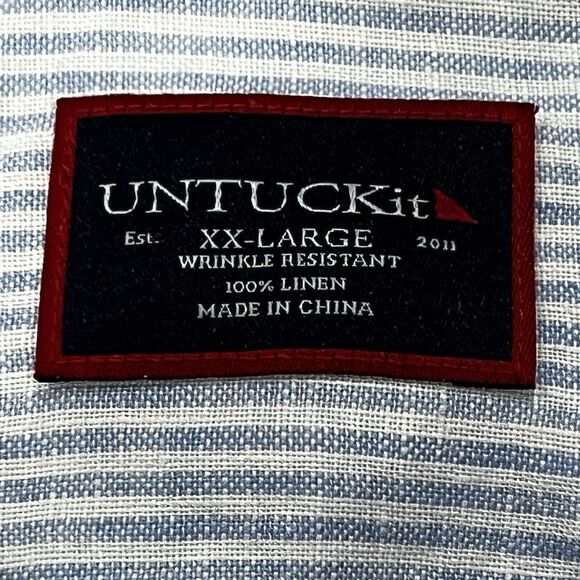 UNTUCKit
Est. XX-LARGE 2011
WRINKLE RESISTANT
100% LINEN
MADE IN CHINA